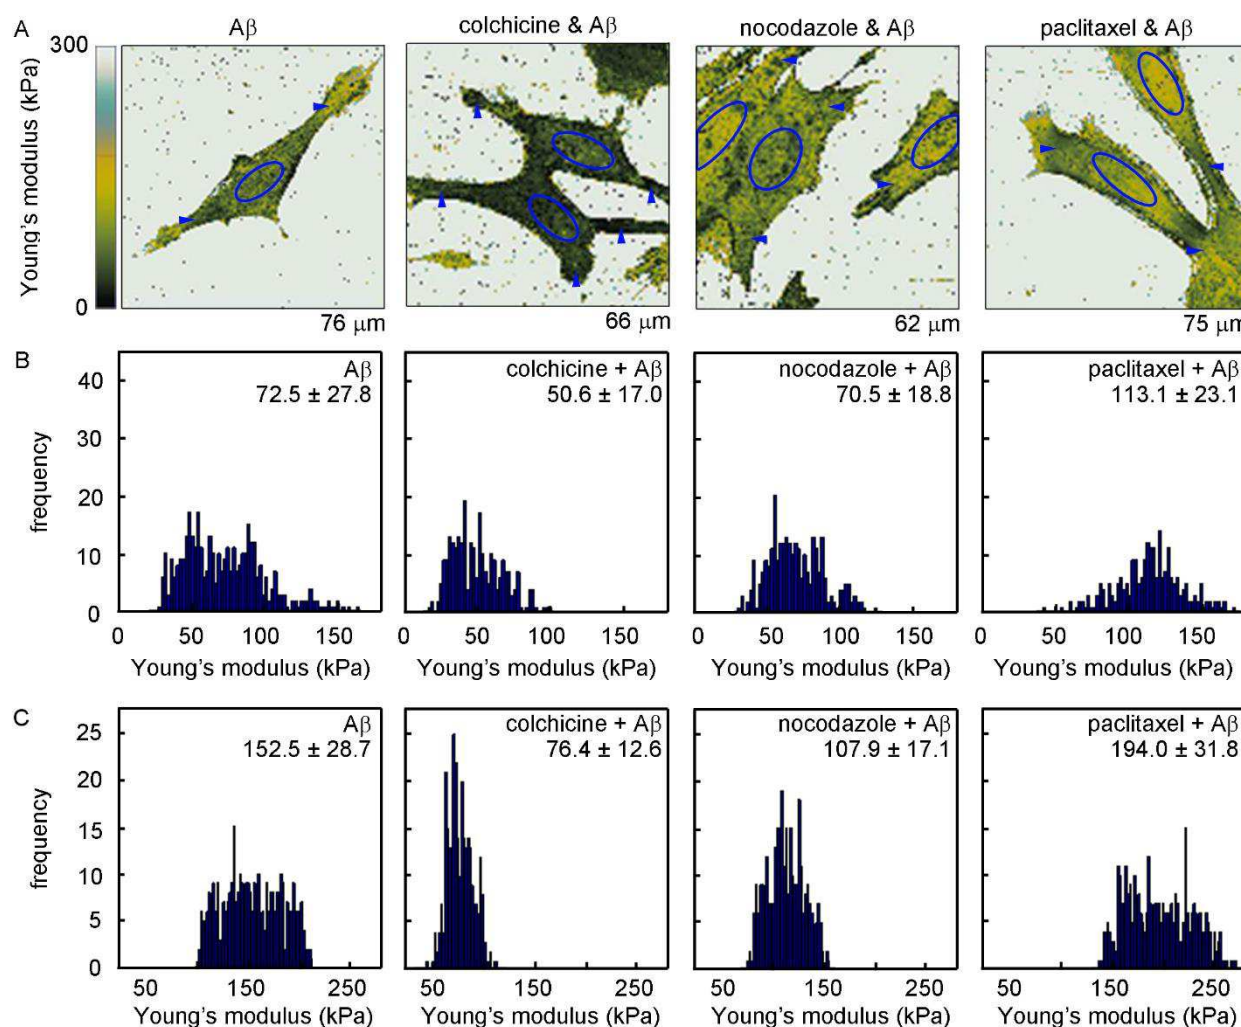 A
Aβ
colchicine & Aβ
nocodazole & Aβ
paclitaxel & Aβ
300
Young's modulus (kPa)
0
76 μm
66 μm
62 μm
75 μm
B
Aβ
72.5 ± 27.8
colchicine + Aβ
50.6 ± 17.0
nocodazole + Aβ
70.5 ± 18.8
paclitaxel + Aβ
113.1 ± 23.1
frequency
40
30
20
10
0
0 50 100 150
0 50 100 150
0 50 100 150
0 50 100 150
Young's modulus (kPa)
Young's modulus (kPa)
Young's modulus (kPa)
Young's modulus (kPa)
C
Aβ
152.5 ± 28.7
colchicine + Aβ
76.4 ± 12.6
nocodazole + Aβ
107.9 ± 17.1
paclitaxel + Aβ
194.0 ± 31.8
frequency
25
20
15
10
5
0
50 150 250
50 150 250
50 150 250
50 150 250
Young's modulus (kPa)
Young's modulus (kPa)
Young's modulus (kPa)
Young's modulus (kPa)